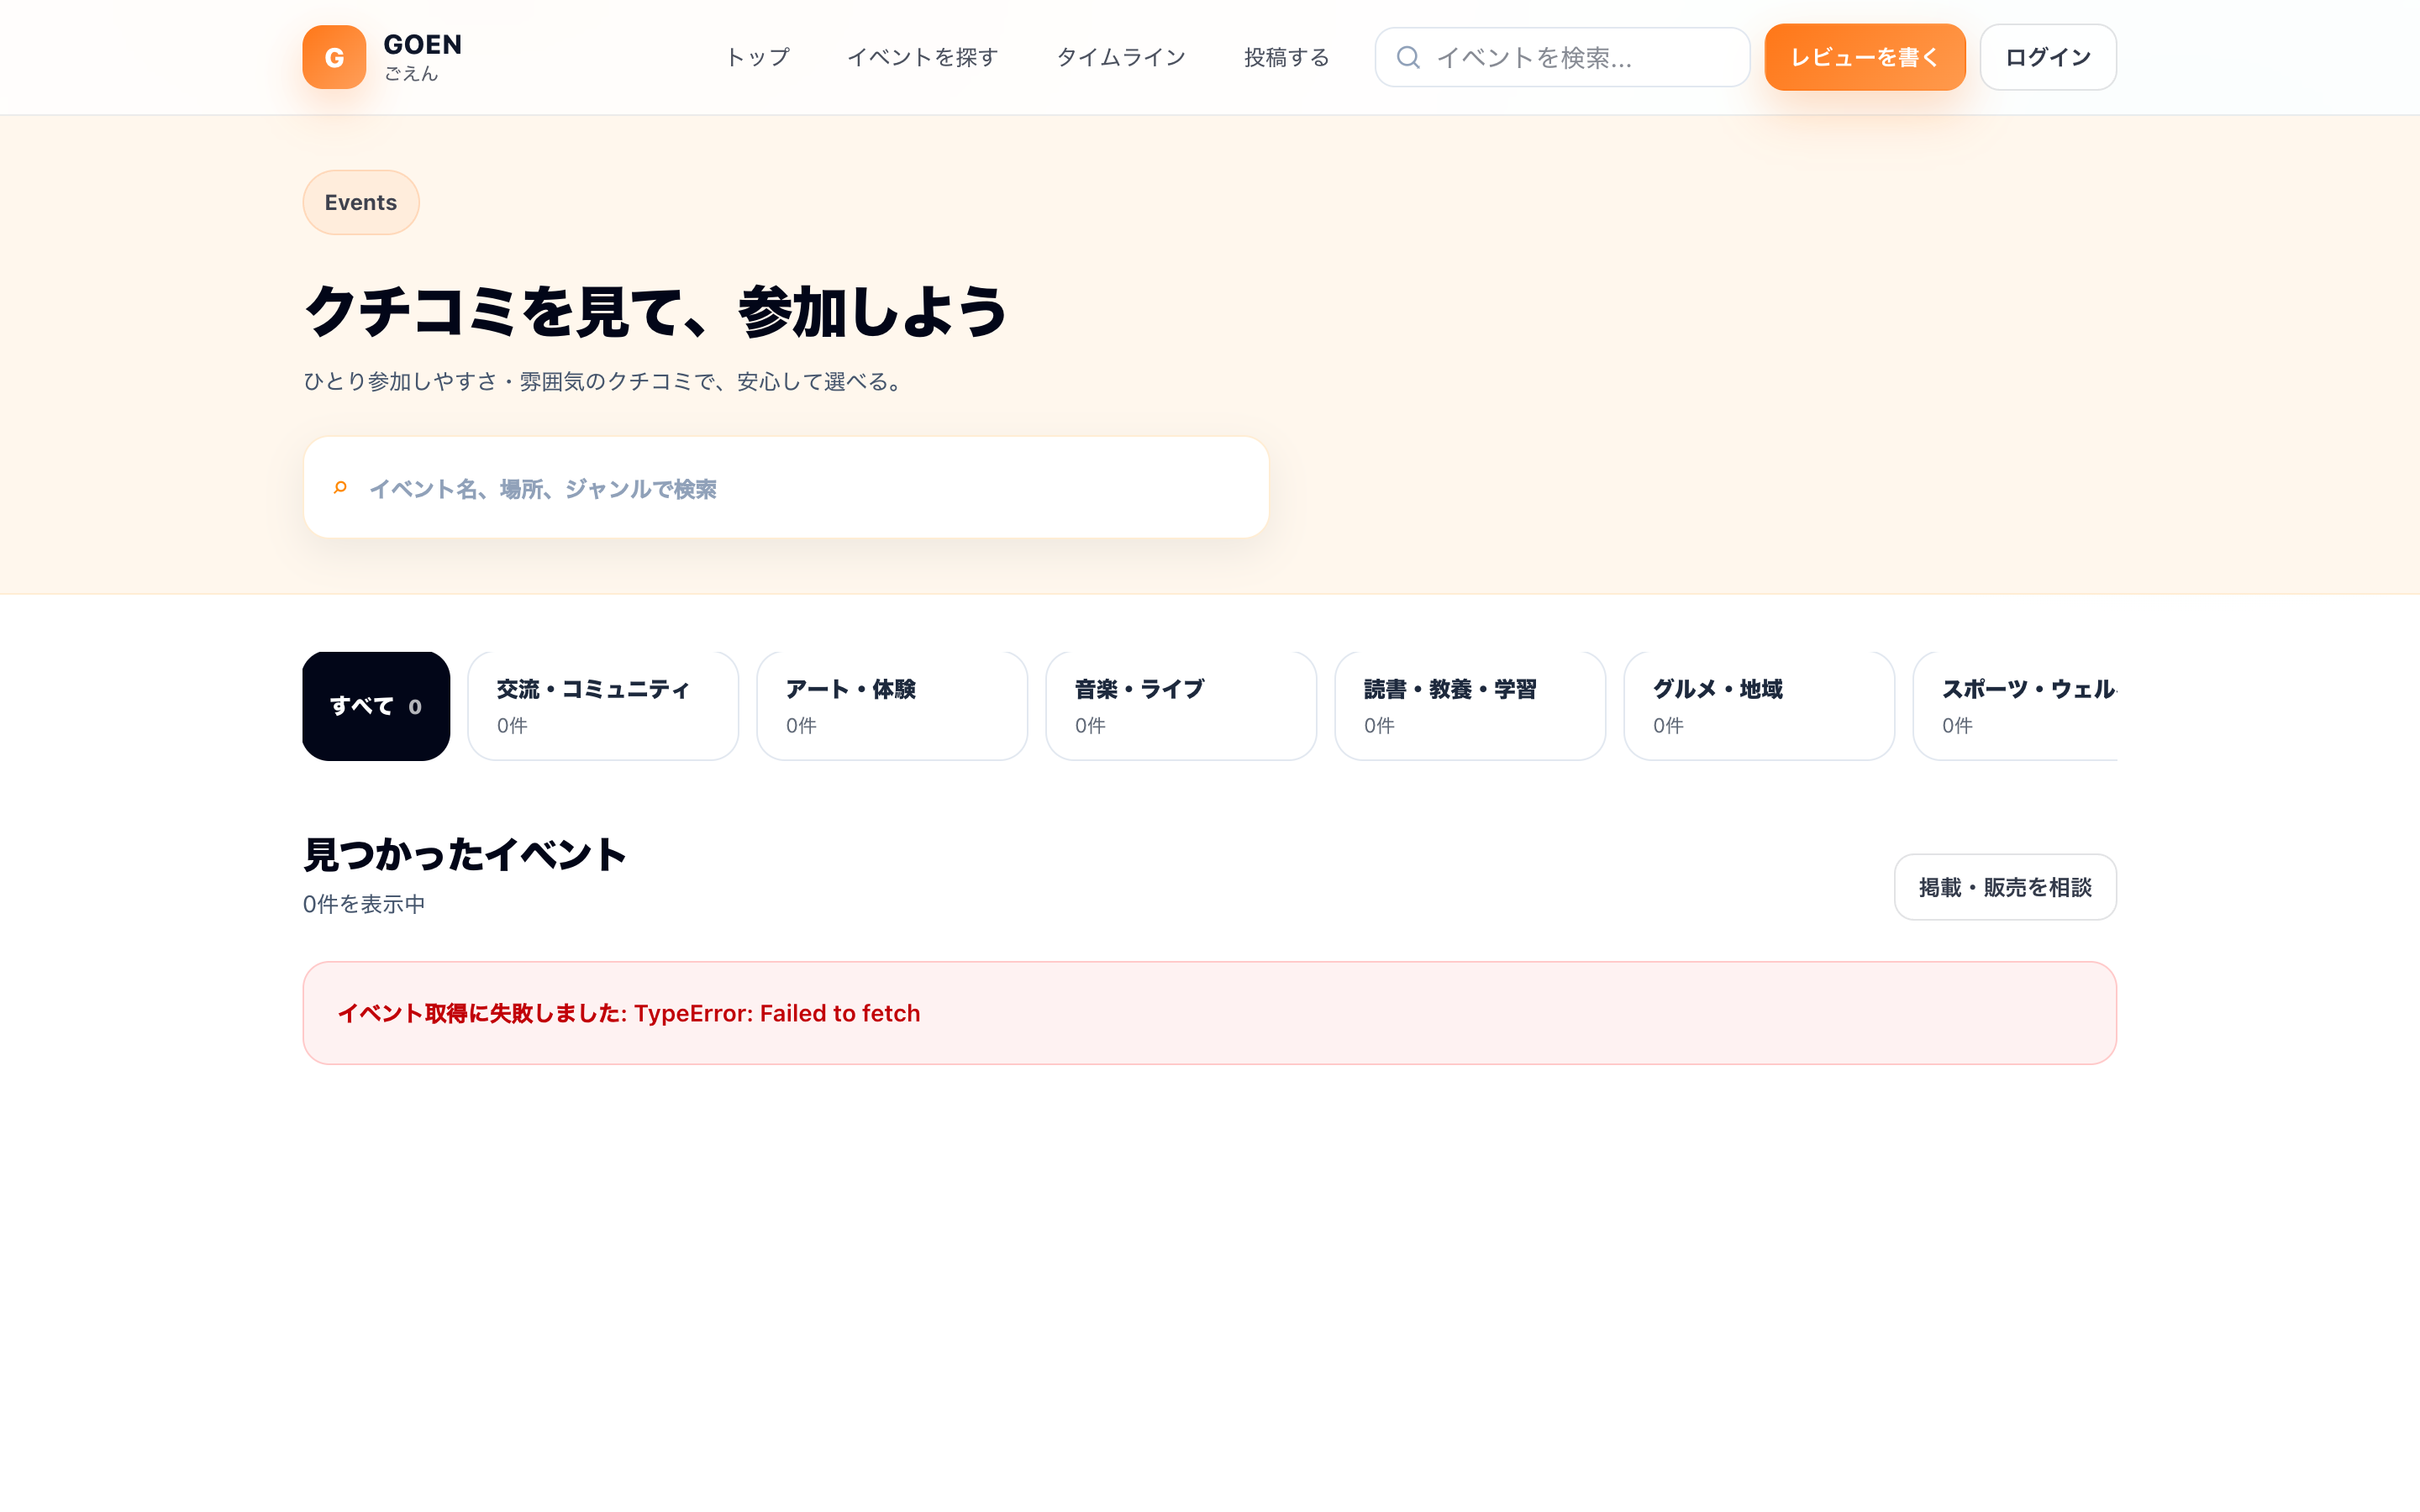 G
GOEN
ごえん
トップ
イベントを探す
タイムライン
投稿する
イベントを検索...
レビューを書く
ログイン
Events
クチコミを見て、参加しよう
ひとり参加しやすさ・雰囲気のクチコミで、安心して選べる。
イベント名、場所、ジャンルで検索
すべて 0
交流・コミュニティ
0件
アート・体験
0件
音楽・ライブ
0件
読書・教養・学習
0件
グルメ・地域
0件
スポーツ・ウェル
0件
見つかったイベント
0件を表示中
掲載・販売を相談
イベント取得に失敗しました: TypeError: Failed to fetch